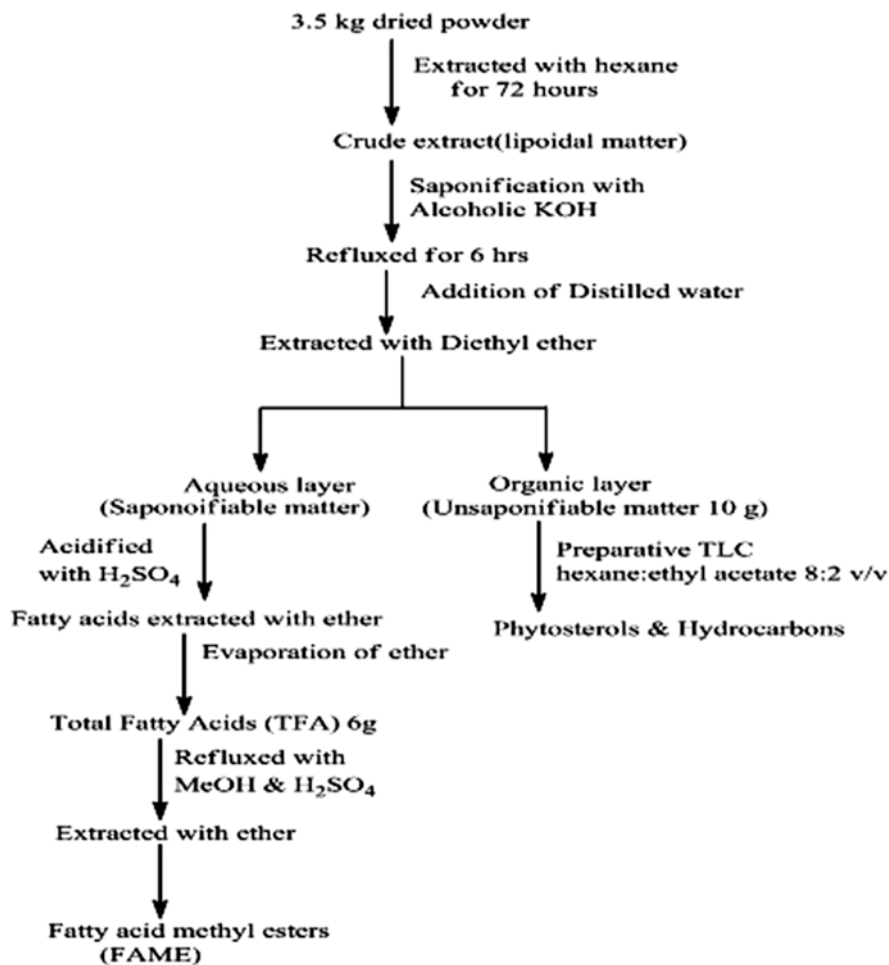 3.5 kg dried powder
Extracted with hexane
for 72 hours
Crude extract(lipoidal matter)
Saponification with
Alcoholic KOH
Refluxed for 6 hrs
Addition of Distilled water
Extracted with Diethyl ether
Aqueous layer
(Saponoifiable matter)
Organic layer
(Unsaponifiable matter 10 g)
Acidified
with H₂SO₄
Preparative TLC
hexane:ethyl acetate 8:2 v/v
Fatty acids extracted with ether
Phytosterols & Hydrocarbons
Evaporation of ether
Total Fatty Acids (TFA) 6g
Refluxed with
MeOH & H₂SO₄
Extracted with ether
Fatty acid methyl esters
(FAME)